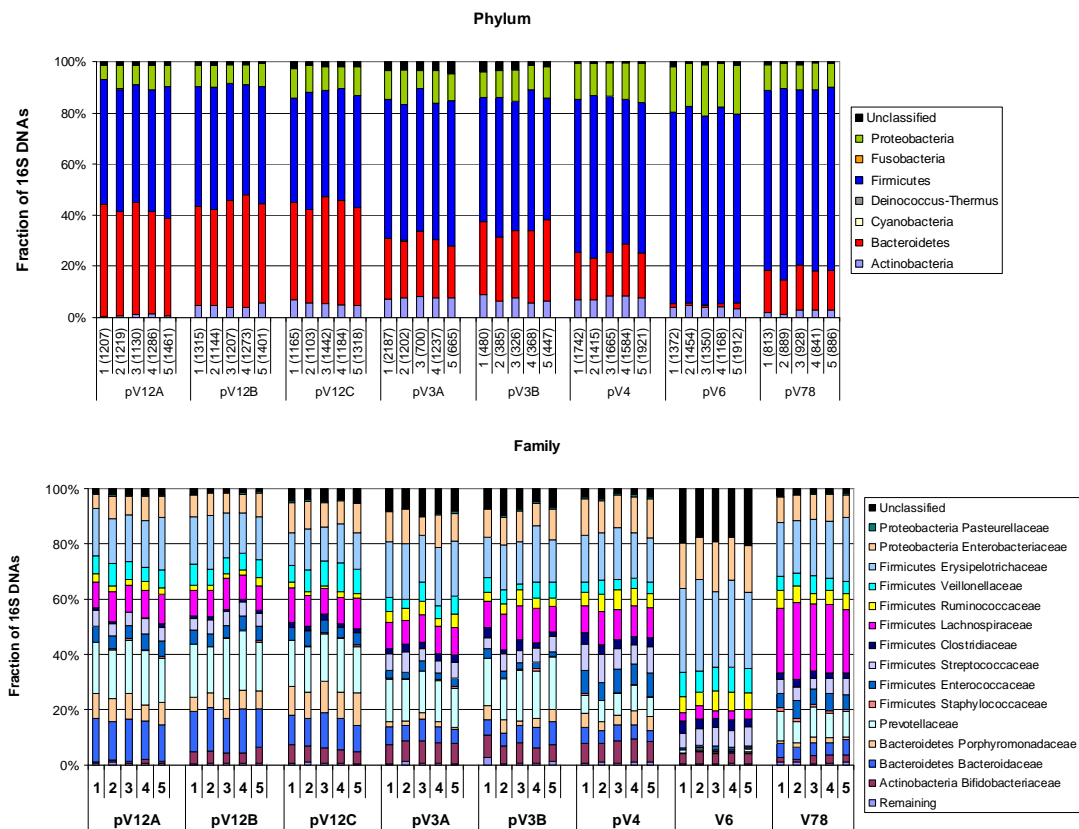 Phylum
100%
80%
60%
40%
20%
0%
Fraction of 16S DNAs
1 (1207)
2 (1219)
3 (1130)
4 (1286)
5 (1461)
1 (1315)
2 (1144)
3 (1207)
4 (1273)
5 (1401)
1 (1165)
2 (1103)
3 (1442)
4 (1184)
5 (1318)
1 (2187)
2 (1202)
3 (700)
4 (1237)
5 (665)
1 (480)
2 (385)
3 (326)
4 (368)
5 (447)
1 (1742)
2 (1415)
3 (1665)
4 (1584)
5 (1921)
1 (1372)
2 (1454)
3 (1350)
4 (1168)
5 (1912)
1 (813)
2 (889)
3 (928)
4 (841)
5 (886)
pV12A pV12B pV12C pV3A pV3B pV4 pV6 pV78
Unclassified
Proteobacteria
Fusobacteria
Firmicutes
Deinococcus-Thermus
Cyanobacteria
Bacteroidetes
Actinobacteria
Family
100%
80%
60%
40%
20%
0%
Fraction of 16S DNAs
1 2 3 4 5 1 2 3 4 5 1 2 3 4 5 1 2 3 4 5 1 2 3 4 5 1 2 3 4 5 1 2 3 4 5 1 2 3 4 5
pV12A pV12B pV12C pV3A pV3B pV4 V6 V78
Unclassified
Proteobacteria Pasteurellaceae
Proteobacteria Enterobacteriaceae
Firmicutes Erysipelotrichaceae
Firmicutes Veillonellaceae
Firmicutes Ruminococcaceae
Firmicutes Lachnospiraceae
Firmicutes Clostridiaceae
Firmicutes Streptococcaceae
Firmicutes Enterococcaceae
Firmicutes Staphylococcaceae
Prevotellaceae
Bacteroidetes Porphyromonadaceae
Bacteroidetes Bacteroidaceae
Actinobacteria Bifidobacteriaceae
Remaining